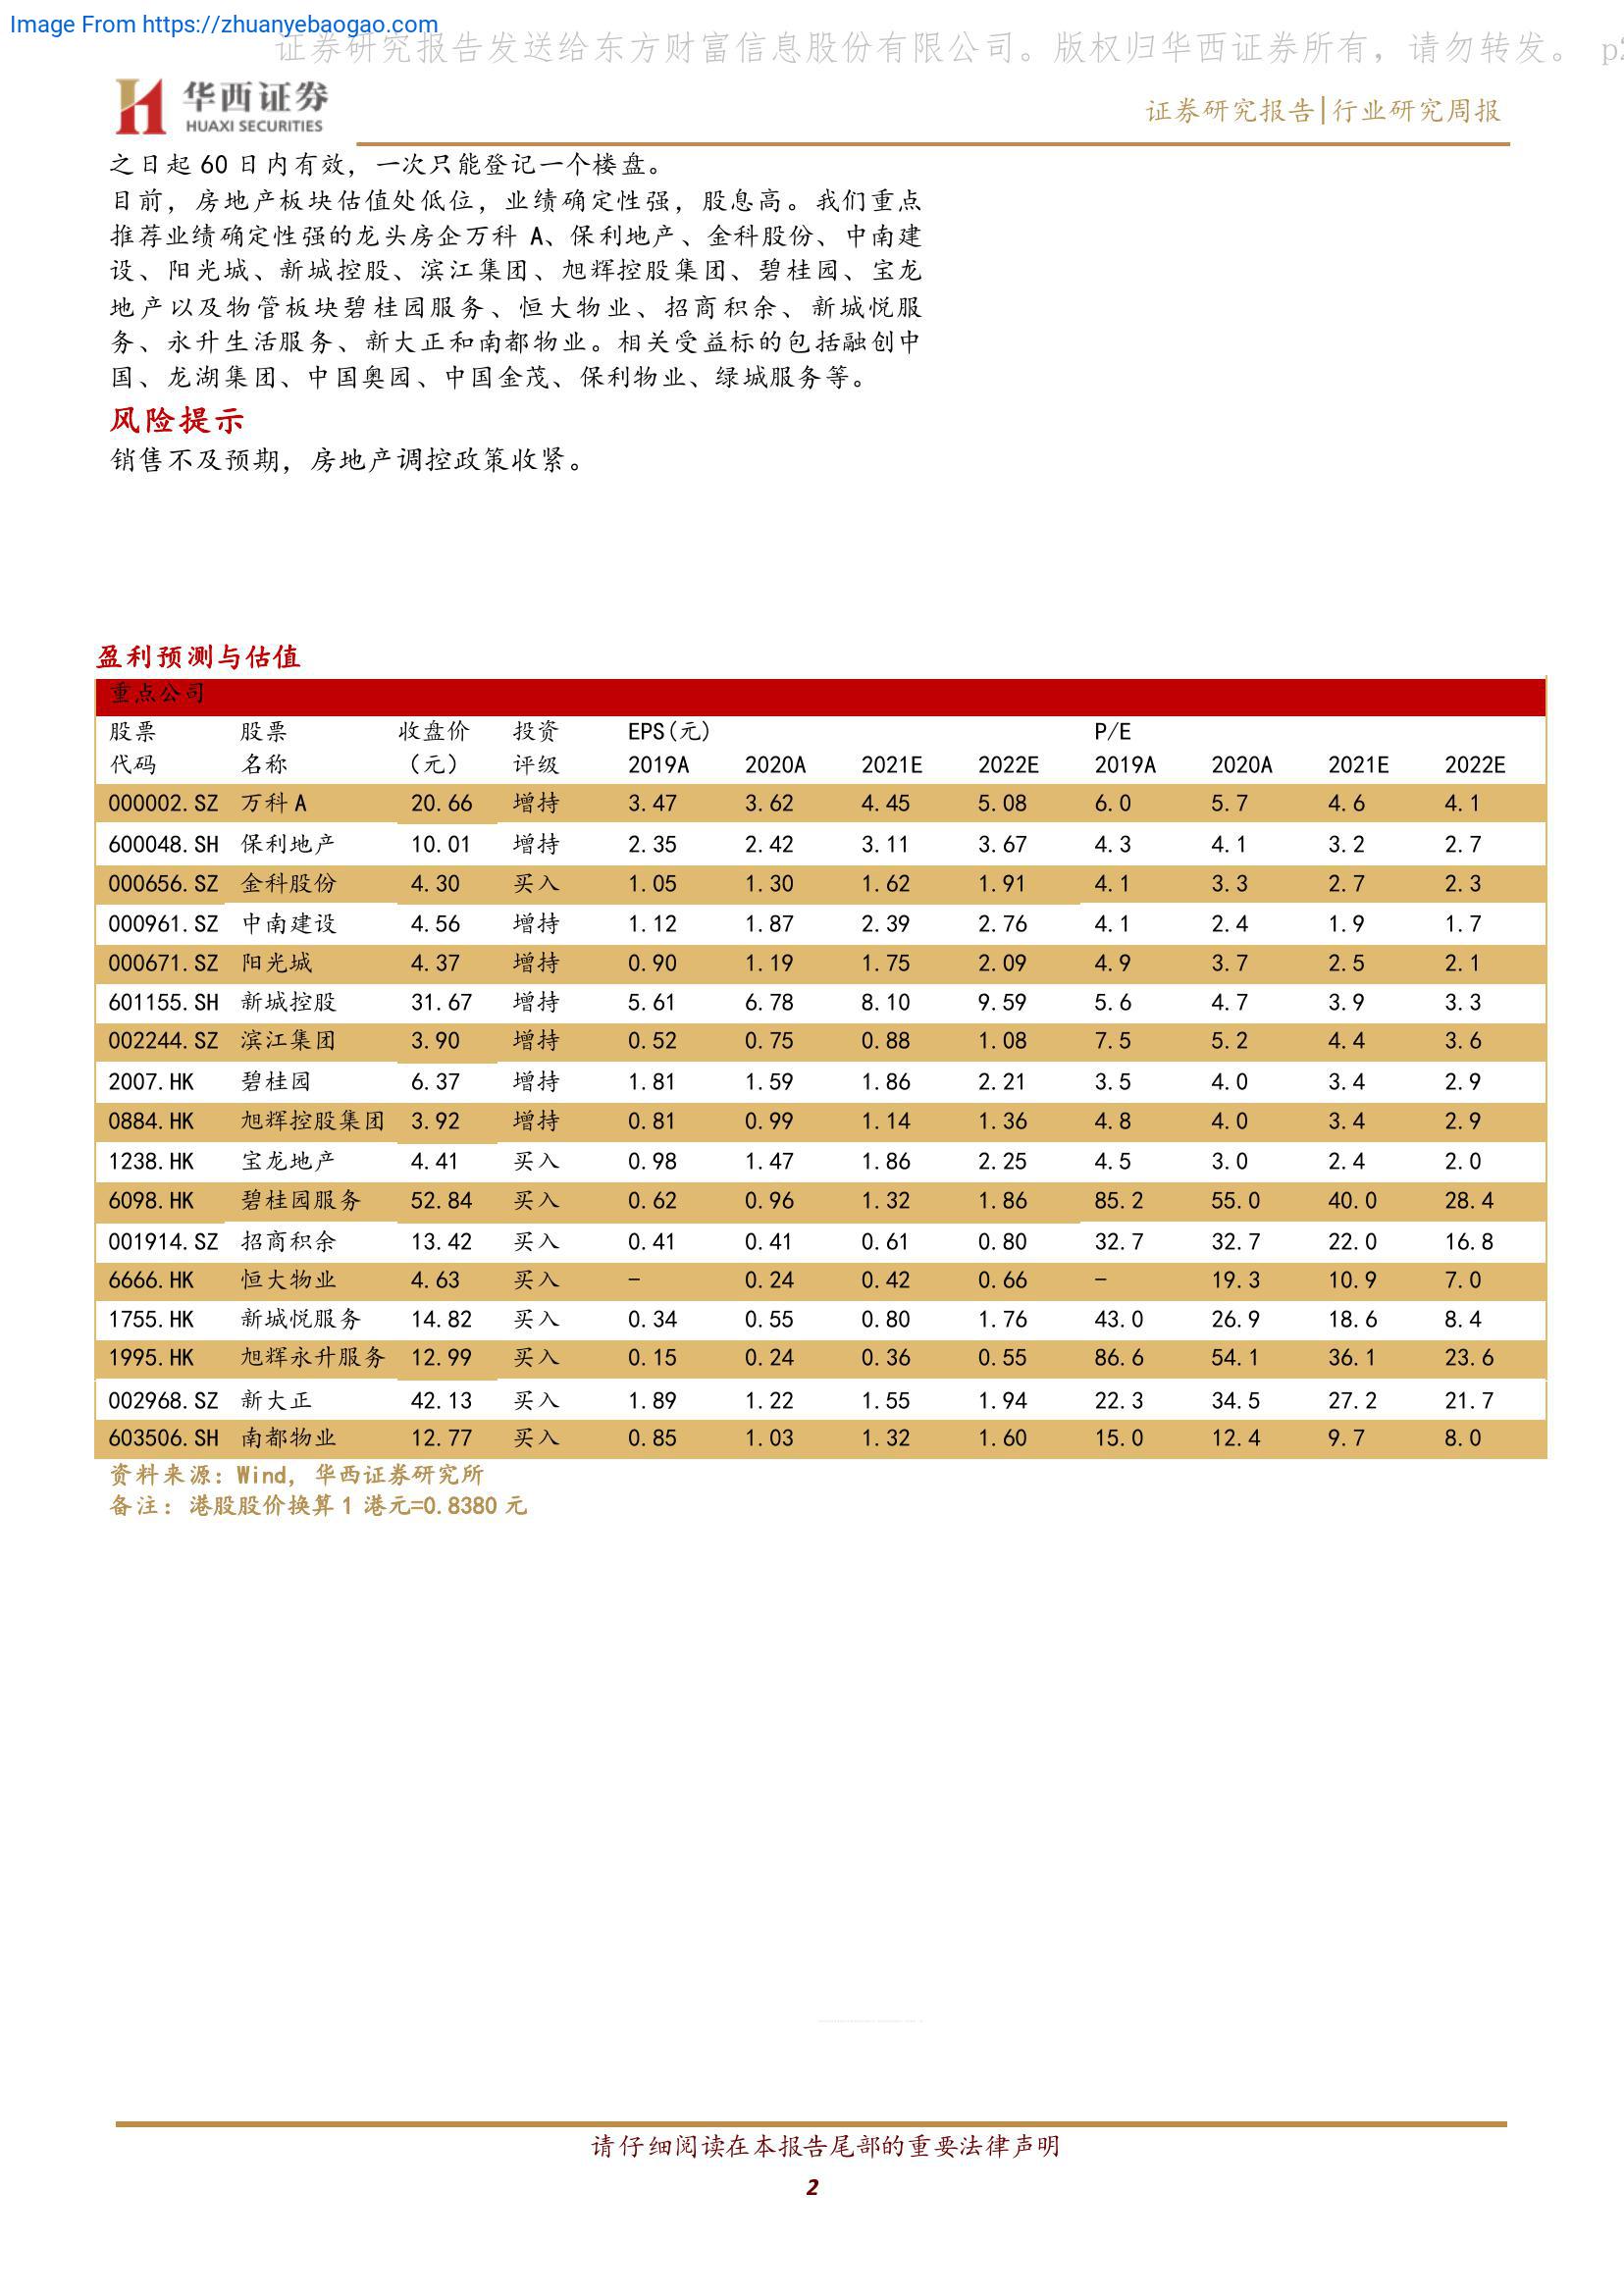 Image From https://zhuanyebaogao.com
证券研究报告发送给东方财富信息股份有限公司。版权归华西证券所有，请勿转发。 p2
华西证券
HUAXI SECURITIES
证券研究报告|行业研究周报
之日起 60 日内有效，一次只能登记一个楼盘。
目前，房地产板块估值处低位，业绩确定性强，股息高。我们重点
推荐业绩确定性强的龙头房企万科 A、保利地产、金科股份、中南建
设、阳光城、新城控股、滨江集团、旭辉控股集团、碧桂园、宝龙
地产以及物管板块碧桂园服务、恒大物业、招商积余、新城悦服
务、永升生活服务、新大正和南都物业。相关受益标的包括融创中
国、龙湖集团、中国奥园、中国金茂、保利物业、绿城服务等。
风险提示
销售不及预期，房地产调控政策收紧。
盈利预测与估值
重点公司
股票 股票 收盘价 投资 EPS(元) P/E
代码 名称 （元） 评级 2019A 2020A 2021E 2022E 2019A 2020A 2021E 2022E
000002.SZ 万科A 20.66 增持 3.47 3.62 4.45 5.08 6.0 5.7 4.6 4.1
600048.SH 保利地产 10.01 增持 2.35 2.42 3.11 3.67 4.3 4.1 3.2 2.7
000656.SZ 金科股份 4.30 买入 1.05 1.30 1.62 1.91 4.1 3.3 2.7 2.3
000961.SZ 中南建设 4.56 增持 1.12 1.87 2.39 2.76 4.1 2.4 1.9 1.7
000671.SZ 阳光城 4.37 增持 0.90 1.19 1.75 2.09 4.9 3.7 2.5 2.1
601155.SH 新城控股 31.67 增持 5.61 6.78 8.10 9.59 5.6 4.7 3.9 3.3
002244.SZ 滨江集团 3.90 增持 0.52 0.75 0.88 1.08 7.5 5.2 4.4 3.6
2007.HK 碧桂园 6.37 增持 1.81 1.59 1.86 2.21 3.5 4.0 3.4 2.9
0884.HK 旭辉控股集团 3.92 增持 0.81 0.99 1.14 1.36 4.8 4.0 3.4 2.9
1238.HK 宝龙地产 4.41 买入 0.98 1.47 1.86 2.25 4.5 3.0 2.4 2.0
6098.HK 碧桂园服务 52.84 买入 0.62 0.96 1.32 1.86 85.2 55.0 40.0 28.4
001914.SZ 招商积余 13.42 买入 0.41 0.41 0.61 0.80 32.7 32.7 22.0 16.8
6666.HK 恒大物业 4.63 买入 - 0.24 0.42 0.66 - 19.3 10.9 7.0
1755.HK 新城悦服务 14.82 买入 0.34 0.55 0.80 1.76 43.0 26.9 18.6 8.4
1995.HK 旭辉永升服务 12.99 买入 0.15 0.24 0.36 0.55 86.6 54.1 36.1 23.6
002968.SZ 新大正 42.13 买入 1.89 1.22 1.55 1.94 22.3 34.5 27.2 21.7
603506.SH 南都物业 12.77 买入 0.85 1.03 1.32 1.60 15.0 12.4 9.7 8.0
资料来源：Wind，华西证券研究所
备注：港股股价换算 1 港元=0.8380 元
请仔细阅读在本报告尾部的重要法律声明
2